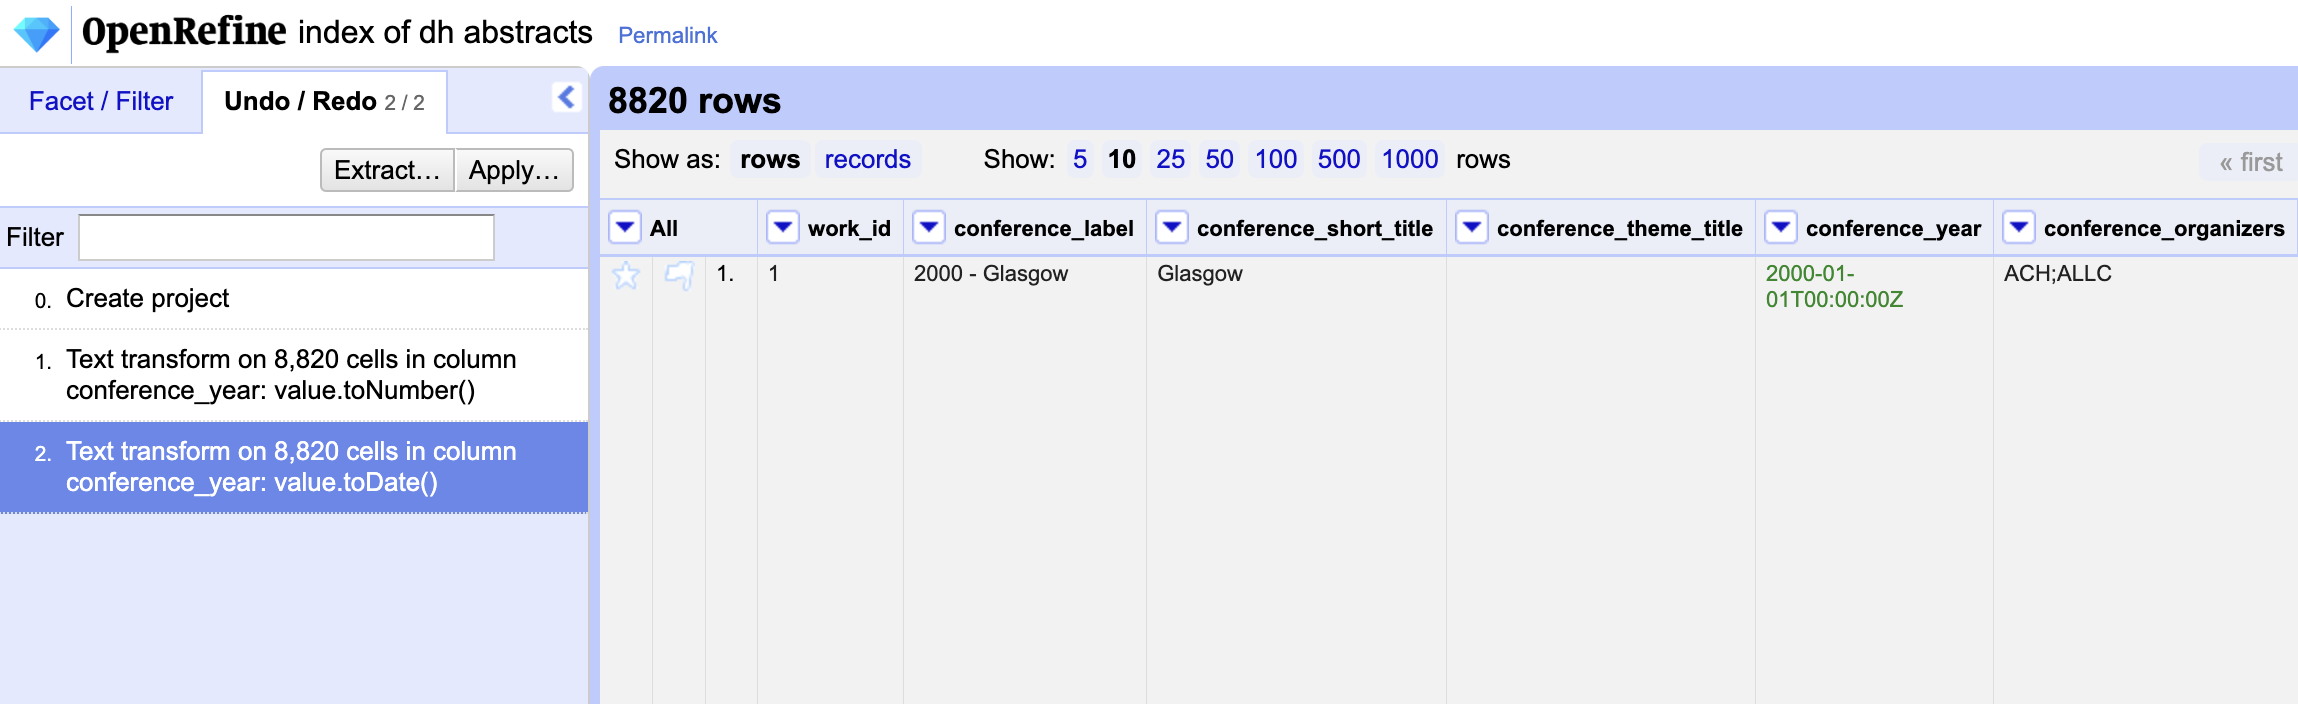 OpenRefine index of dh abstracts Permalink
Facet / Filter Undo / Redo 2 / 2
Extract... Apply...
Filter
0. Create project
1. Text transform on 8,820 cells in column
conference_year: value.toNumber()
2. Text transform on 8,820 cells in column
conference_year: value.toDate()
8820 rows
Show as: rows records Show: 5 10 25 50 100 500 1000 rows « first
All work_id conference_label conference_short_title conference_theme_title conference_year conference_organizers
1. 1 2000 - Glasgow Glasgow 2000-01- ACH;ALLC
01T00:00:00Z